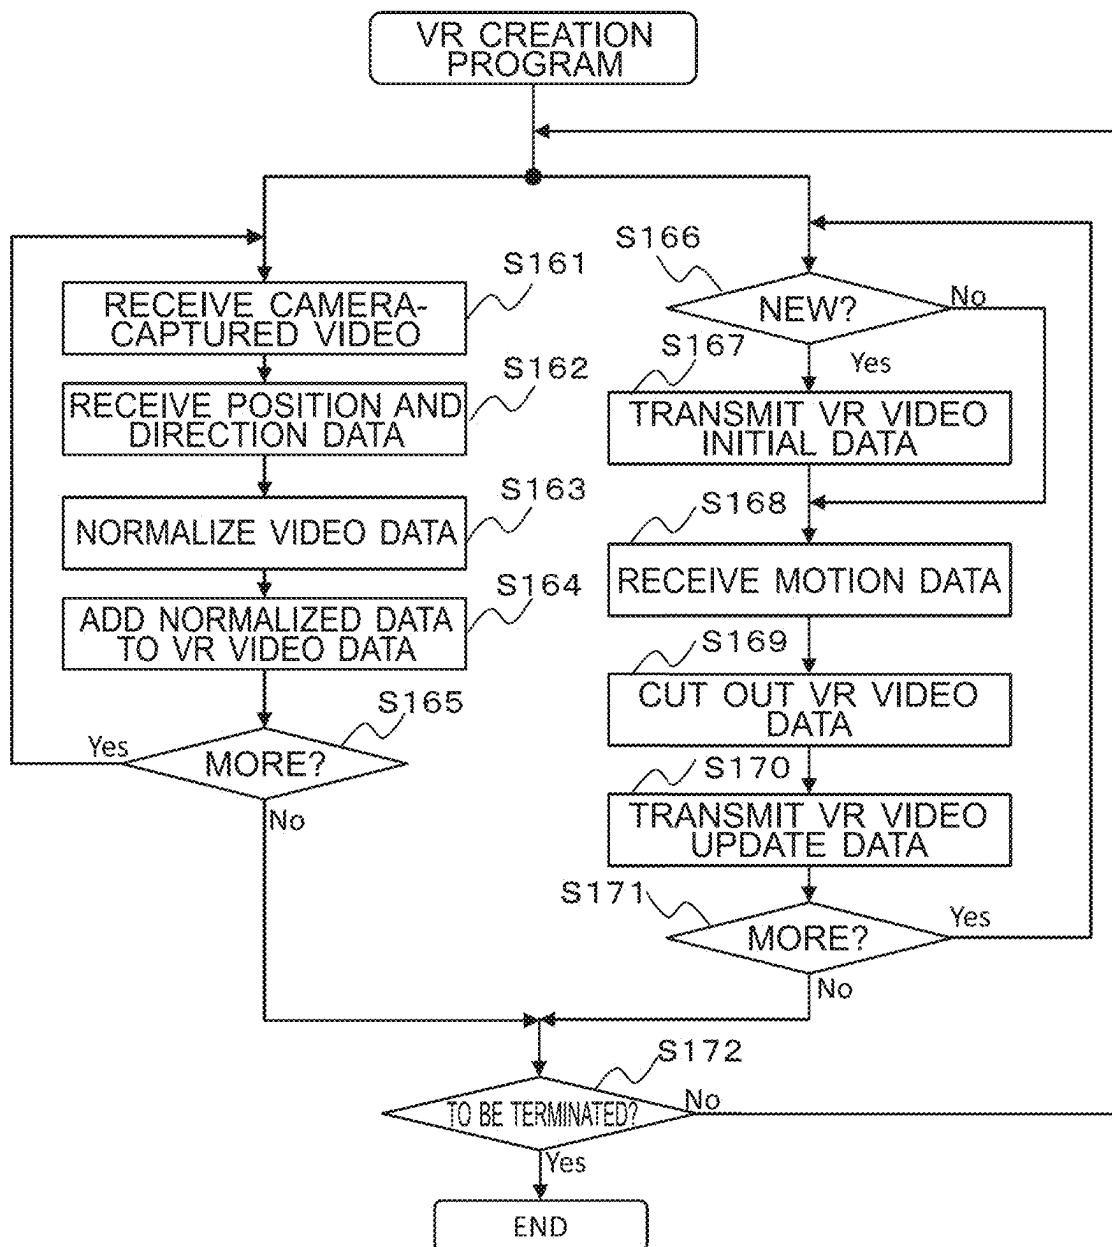 VR CREATION
PROGRAM
S161
RECEIVE CAMERA-
CAPTURED VIDEO
S162
RECEIVE POSITION AND
DIRECTION DATA
S163
NORMALIZE VIDEO DATA
S164
ADD NORMALIZED DATA
TO VR VIDEO DATA
S165
MORE?
Yes
No
S166
NEW?
No
Yes
S167
TRANSMIT VR VIDEO
INITIAL DATA
S168
RECEIVE MOTION DATA
S169
CUT OUT VR VIDEO
DATA
S170
TRANSMIT VR VIDEO
UPDATE DATA
S171
MORE?
Yes
No
S172
TO BE TERMINATED?
No
Yes
END